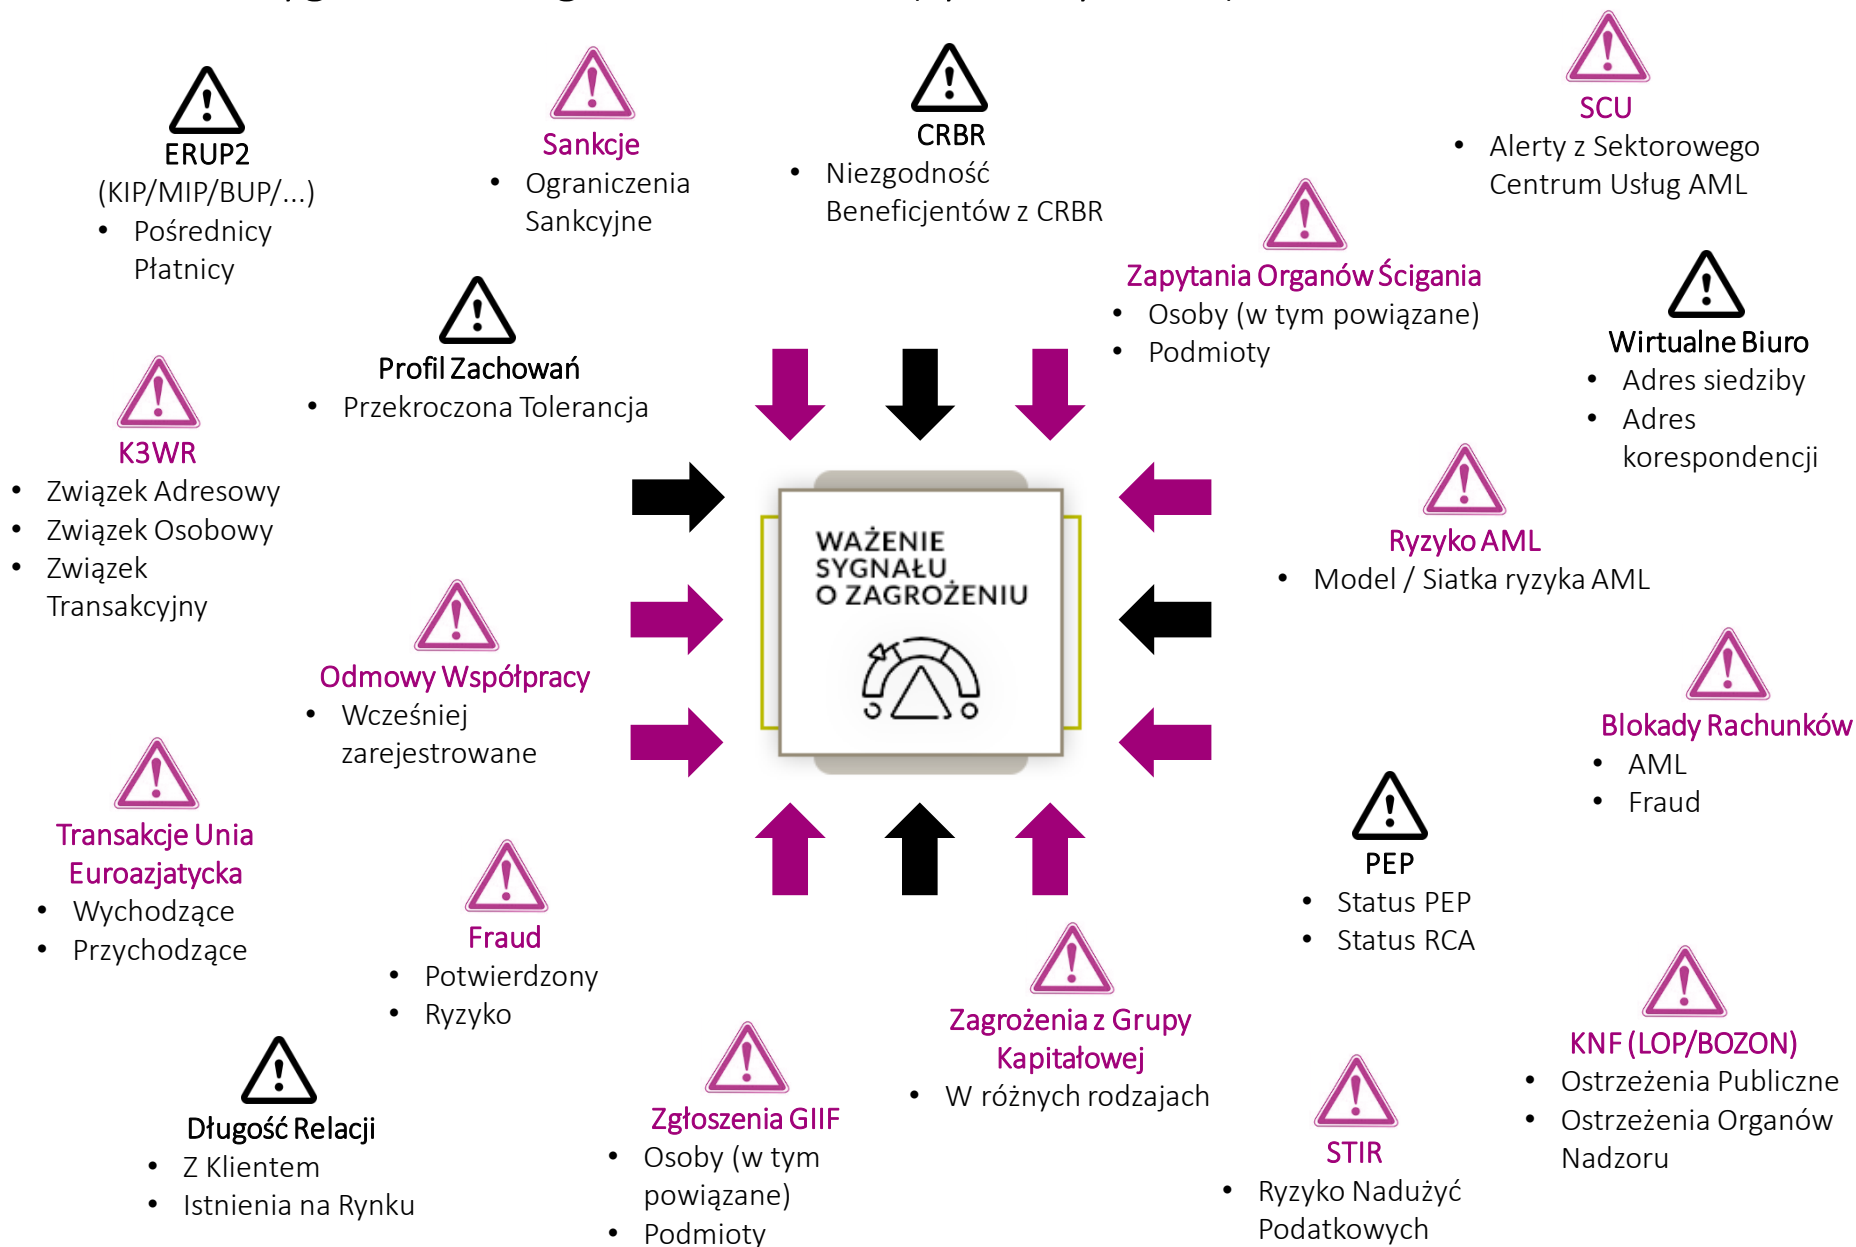 SCU
• Alerty z Sektorowego
Centrum Usług AML
CRBR
• Niezgodność
Beneficjentów z CRBR
Sankcje
• Ograniczenia
Sankcyjne
ERUP2
(KIP/MIP/BUP/...)
• Pośrednicy
Płatnicy
Zapytania Organów Ścigania
• Osoby (w tym powiązane)
• Podmioty
Wirtualne Biuro
• Adres siedziby
• Adres
korespondencji
Profil Zachowań
• Przekroczona Tolerancja
K3WR
• Związek Adresowy
• Związek Osobowy
• Związek
Transakcyjny
WAŻENIE
SYGNAŁU
O ZAGROŻENIU
Ryzyko AML
• Model / Siatka ryzyka AML
Odmowy Współpracy
• Wcześniej
zarejestrowane
Blokady Rachunków
• AML
• Fraud
Transakcje Unia
Euroazjatycka
• Wychodzące
• Przychodzące
PEP
• Status PEP
• Status RCA
Fraud
• Potwierdzony
• Ryzyko
Zagrożenia z Grupy
Kapitałowej
• W różnych rodzajach
KNF (LOP/BOZON)
• Ostrzeżenia Publiczne
• Ostrzeżenia Organów
Nadzoru
Długość Relacji
• Z Klientem
• Istnienia na Rynku
Zgłoszenia GIIF
• Osoby (w tym
powiązane)
• Podmioty
STIR
• Ryzyko Nadużyć
Podatkowych